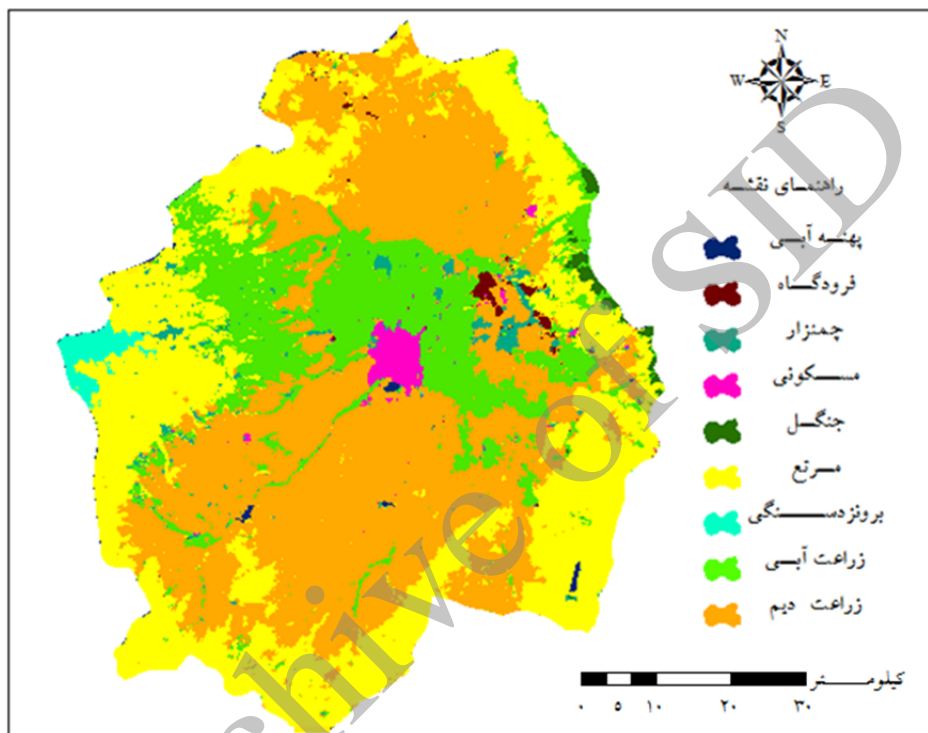 N
W E
S
راهنمای نقشه
پهنه آبی
فرودگاه
چمنزار
مسکونی
جنگل
مرتع
برونزدسنگی
زراعت آبی
زراعت دیم
کیلومتر
۰ ۵ ۱۰ ۲۰ ۳۰
Archive of SID